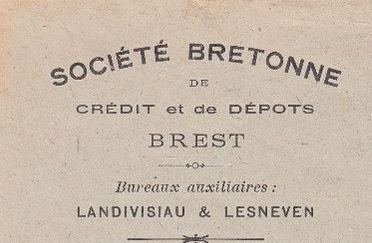 SOCIÉTÉ BRETONNE
DE
CRÉDIT et de DÉPOTS
BREST
Bureaux auxiliaires :
LANDIVISIAU & LESNEVEN